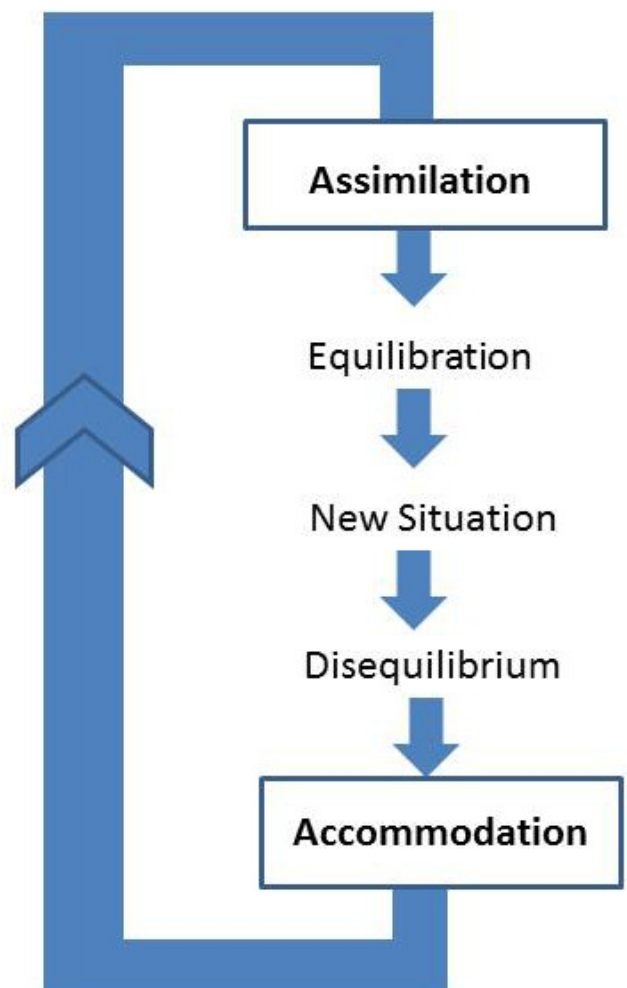 Assimilation
Equilibration
New Situation
Disequilibrium
Accommodation